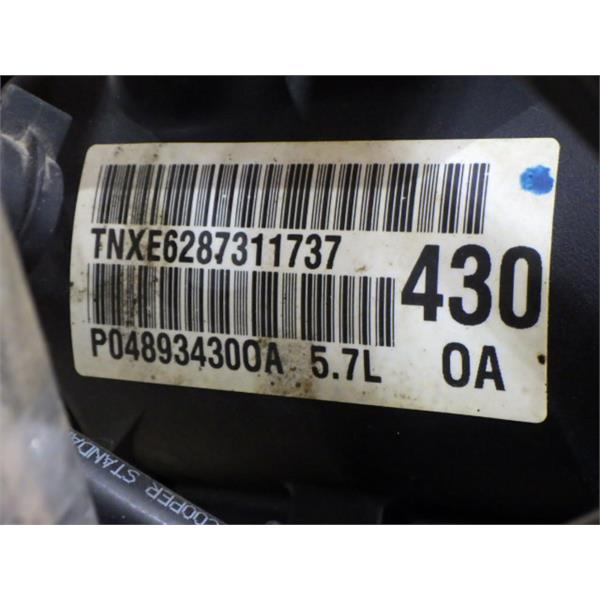 TNXE6287311737
430
P04893430OA 5.7L OA
COOPER STANDA